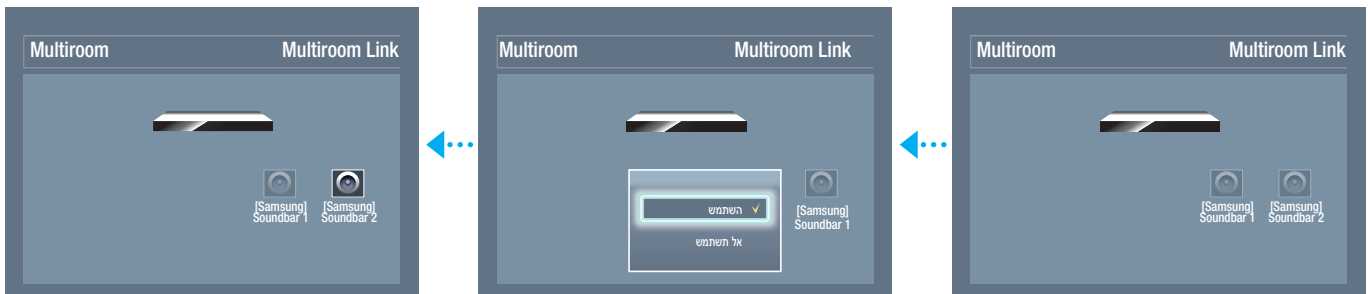 Multiroom
Multiroom Link
[Samsung]
Soundbar 1
[Samsung]
Soundbar 2
Multiroom
Multiroom Link
השתמש
אל תשתמש
[Samsung]
Soundbar 1
Multiroom
Multiroom Link
[Samsung]
Soundbar 1
[Samsung]
Soundbar 2